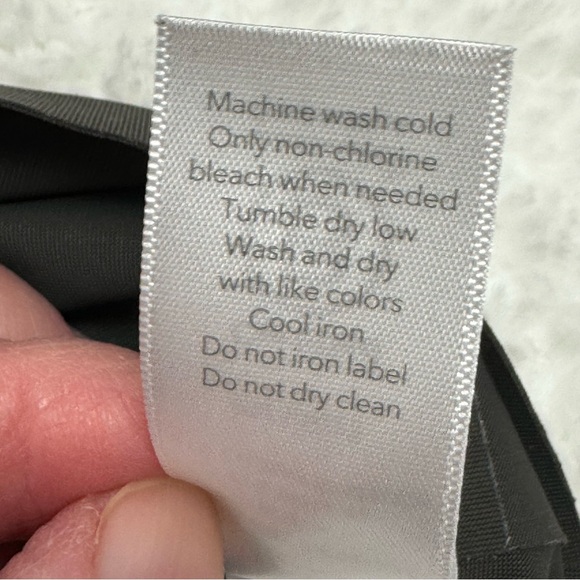 Machine wash cold
Only non-chlorine
bleach when needed
Tumble dry low
Wash and dry
with like colors
Cool iron
Do not iron label
Do not dry clean